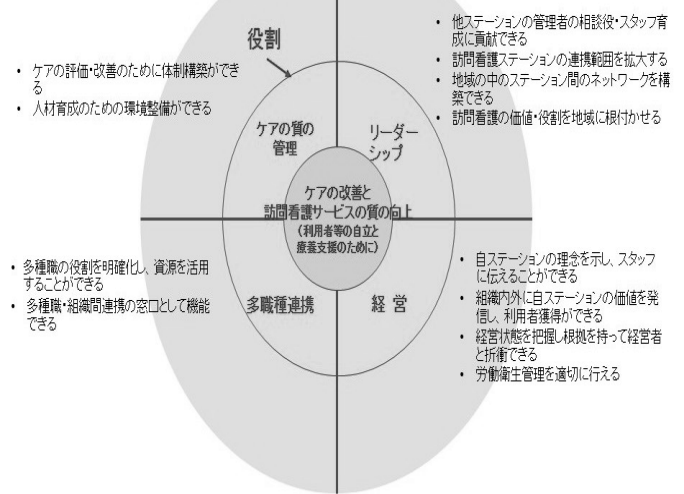 役割
• ケアの評価・改善のために体制構築ができ
る
• 人材育成のための環境整備ができる
• 他ステーションの管理者の相談役・スタッフ育
成に貢献できる
• 訪問看護ステーションの連携範囲を拡大する
• 地域の中のステーション間のネットワークを構
築できる
• 訪問看護の価値・役割を地域に根付かせる
ケアの質の
管理
リーダー
シップ
ケアの改善と
訪問看護サービスの質の向上
(利用者等の自立と
療養支援のために)
• 多種職の役割を明確化し、資源を活用
することができる
• 多種職・組織間連携の窓口として機能
できる
多職種連携
経 営
• 自ステーションの理念を示し、スタッフ
に伝えることができる
• 組織内外に自ステーションの価値を発
信し、利用者獲得ができる
• 経営状態を把握し根拠を持って経営者
と折衝できる
• 労働衛生管理を適切に行える